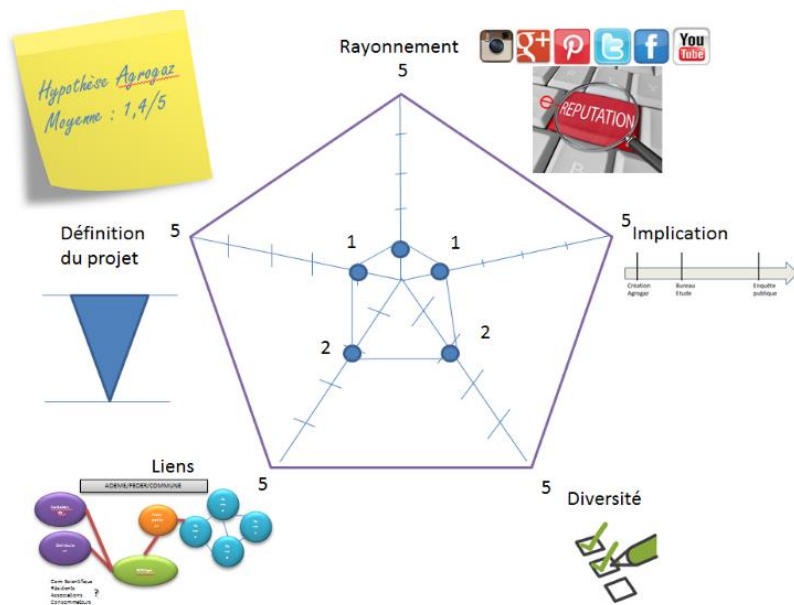 Hypothèse Agrogaz
Moyenne : 1,4/5
Rayonnement
5
g+
You
Tube
REPUTATION
5
Implication
Création
Agrogaz
Bureau
Etude
Enquête
publique
1
1
Définition
du projet
5
2
2
Liens
5
ADEME/FEDER/COMMUNE
Com Scientifique
Résidents
Associations
Consommateurs
?
5
Diversité